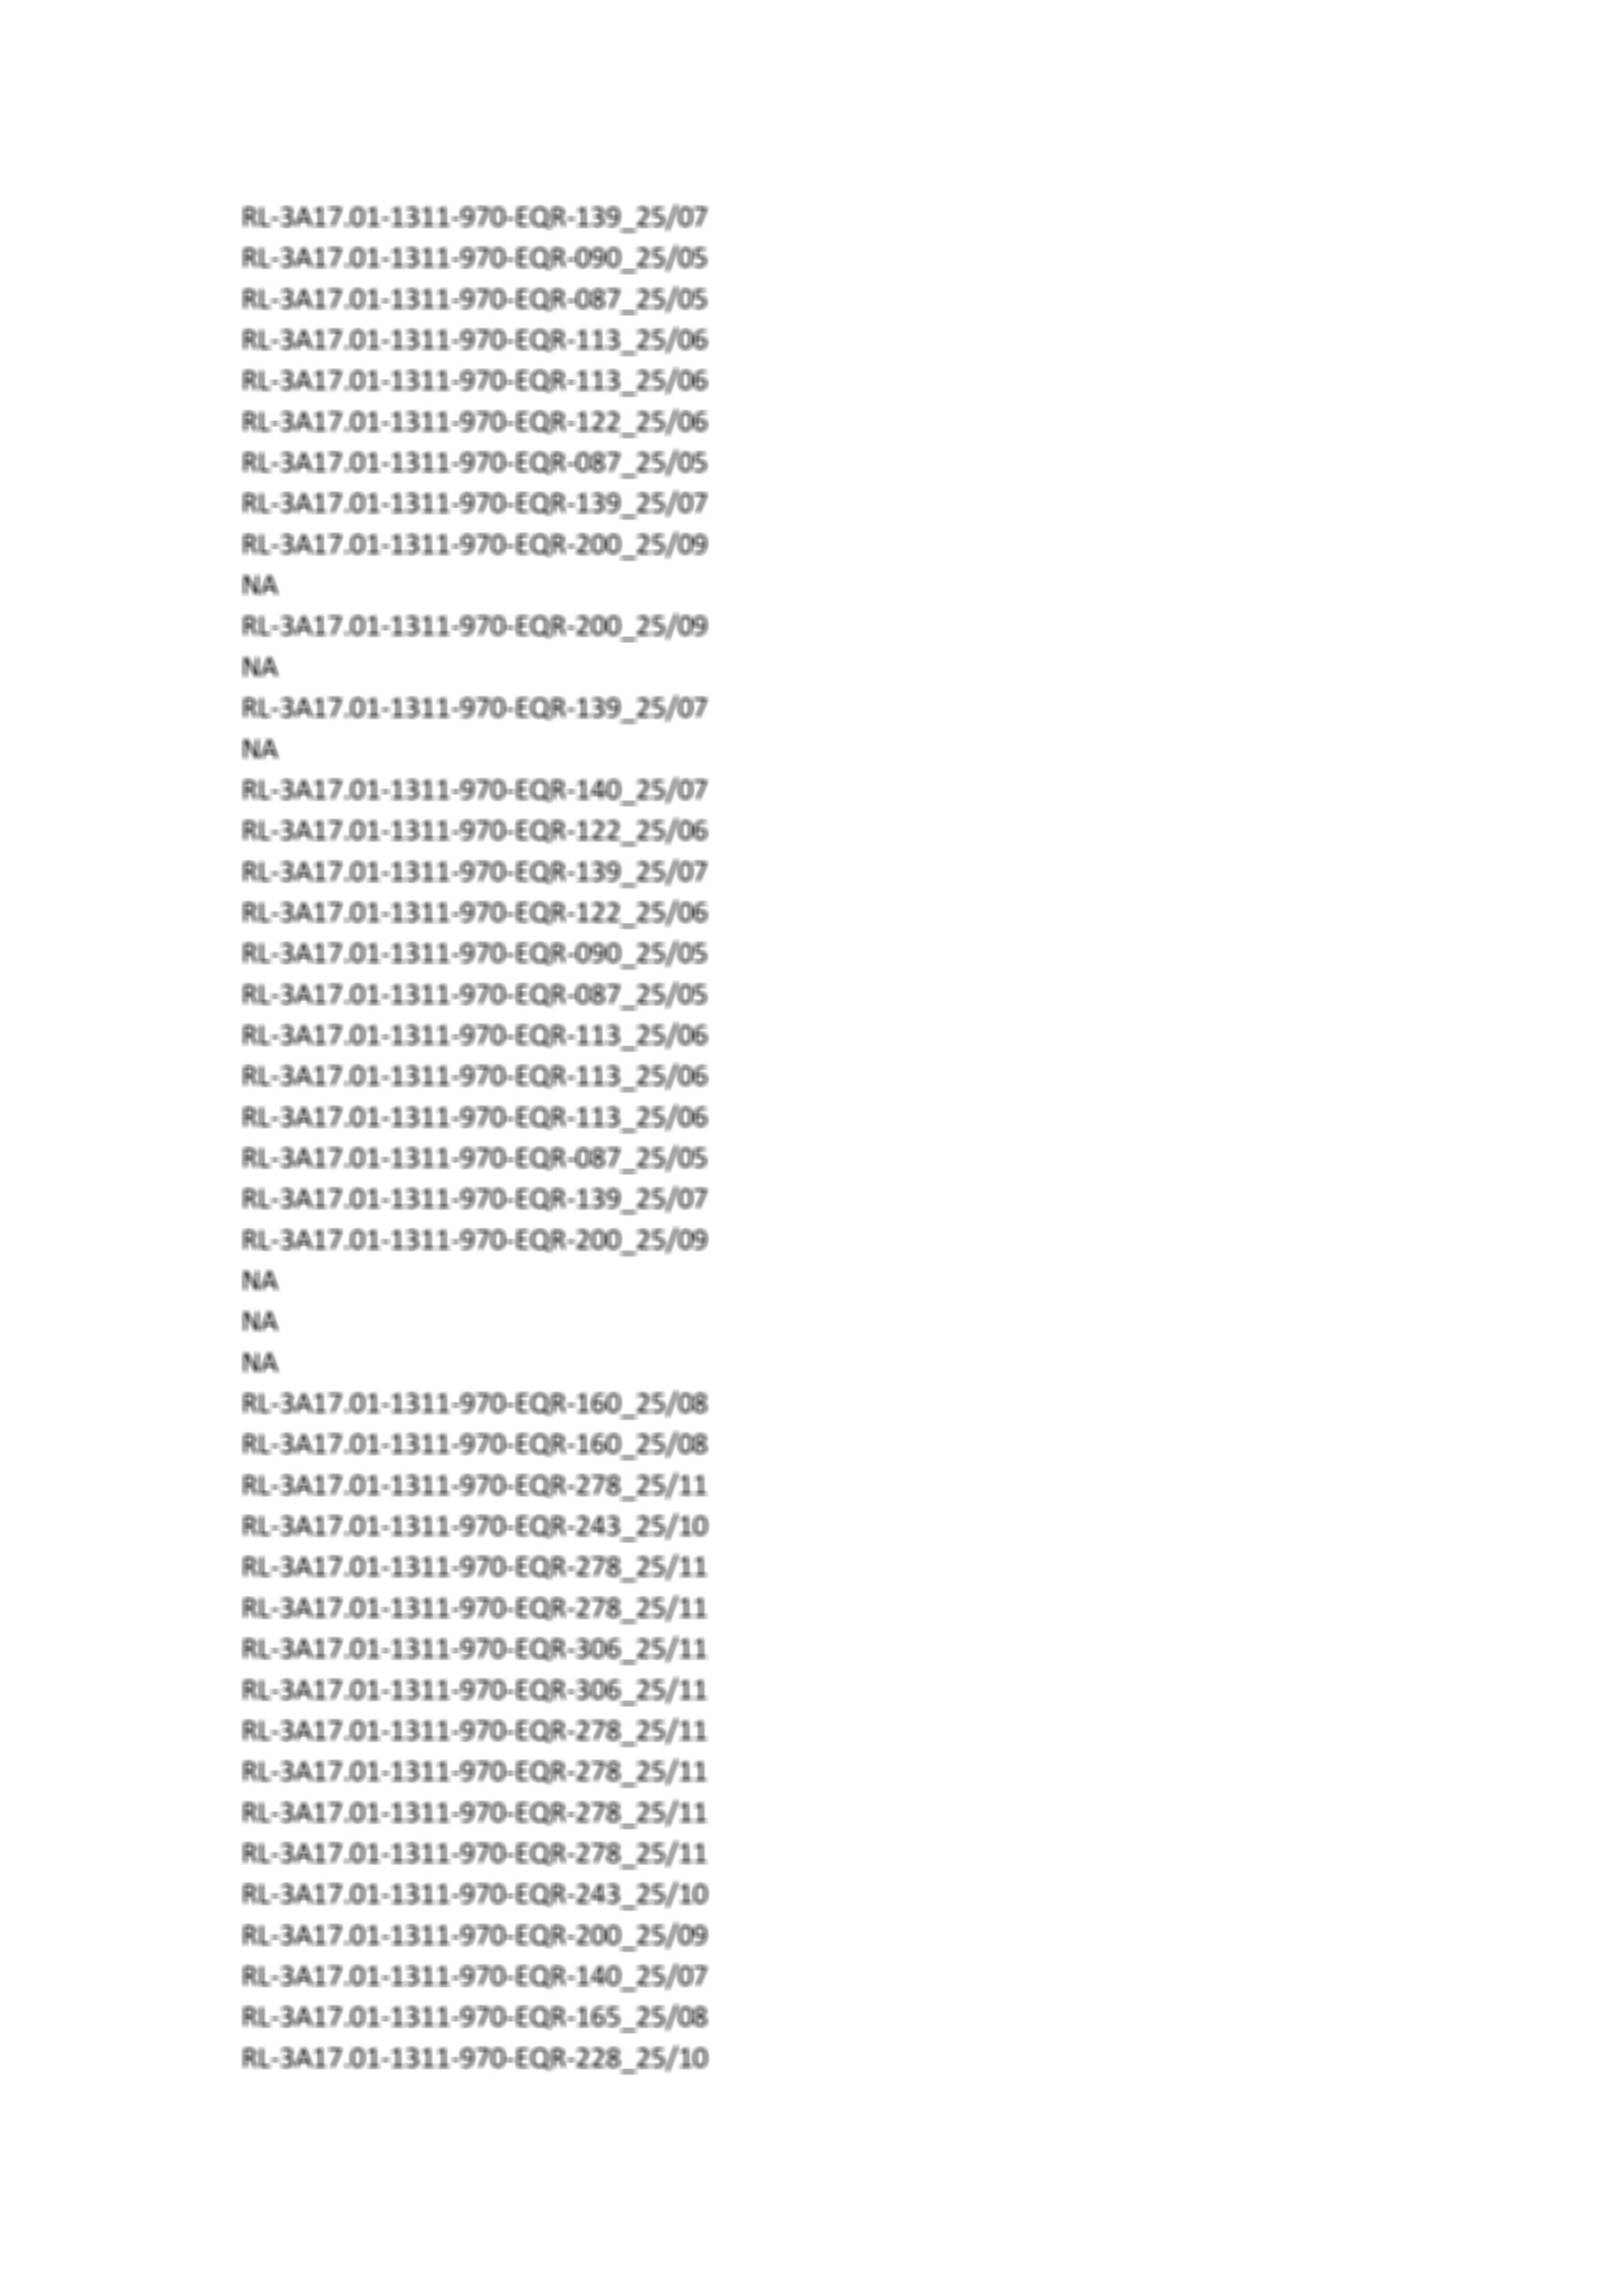 RL-3A17.01-1311-970-EQR-139_25/07
RL-3A17.01-1311-970-EQR-090_25/05
RL-3A17.01-1311-970-EQR-087_25/05
RL-3A17.01-1311-970-EQR-113_25/06
RL-3A17.01-1311-970-EQR-113_25/06
RL-3A17.01-1311-970-EQR-122_25/06
RL-3A17.01-1311-970-EQR-087_25/05
RL-3A17.01-1311-970-EQR-139_25/07
RL-3A17.01-1311-970-EQR-200_25/09
NA
RL-3A17.01-1311-970-EQR-200_25/09
NA
RL-3A17.01-1311-970-EQR-139_25/07
NA
RL-3A17.01-1311-970-EQR-140_25/07
RL-3A17.01-1311-970-EQR-122_25/06
RL-3A17.01-1311-970-EQR-139_25/07
RL-3A17.01-1311-970-EQR-122_25/06
RL-3A17.01-1311-970-EQR-090_25/05
RL-3A17.01-1311-970-EQR-087_25/05
RL-3A17.01-1311-970-EQR-113_25/06
RL-3A17.01-1311-970-EQR-113_25/06
RL-3A17.01-1311-970-EQR-113_25/06
RL-3A17.01-1311-970-EQR-087_25/05
RL-3A17.01-1311-970-EQR-139_25/07
RL-3A17.01-1311-970-EQR-200_25/09
NA
NA
NA
RL-3A17.01-1311-970-EQR-160_25/08
RL-3A17.01-1311-970-EQR-160_25/08
RL-3A17.01-1311-970-EQR-278_25/11
RL-3A17.01-1311-970-EQR-243_25/10
RL-3A17.01-1311-970-EQR-278_25/11
RL-3A17.01-1311-970-EQR-278_25/11
RL-3A17.01-1311-970-EQR-306_25/11
RL-3A17.01-1311-970-EQR-306_25/11
RL-3A17.01-1311-970-EQR-278_25/11
RL-3A17.01-1311-970-EQR-278_25/11
RL-3A17.01-1311-970-EQR-278_25/11
RL-3A17.01-1311-970-EQR-278_25/11
RL-3A17.01-1311-970-EQR-243_25/10
RL-3A17.01-1311-970-EQR-200_25/09
RL-3A17.01-1311-970-EQR-140_25/07
RL-3A17.01-1311-970-EQR-165_25/08
RL-3A17.01-1311-970-EQR-228_25/10